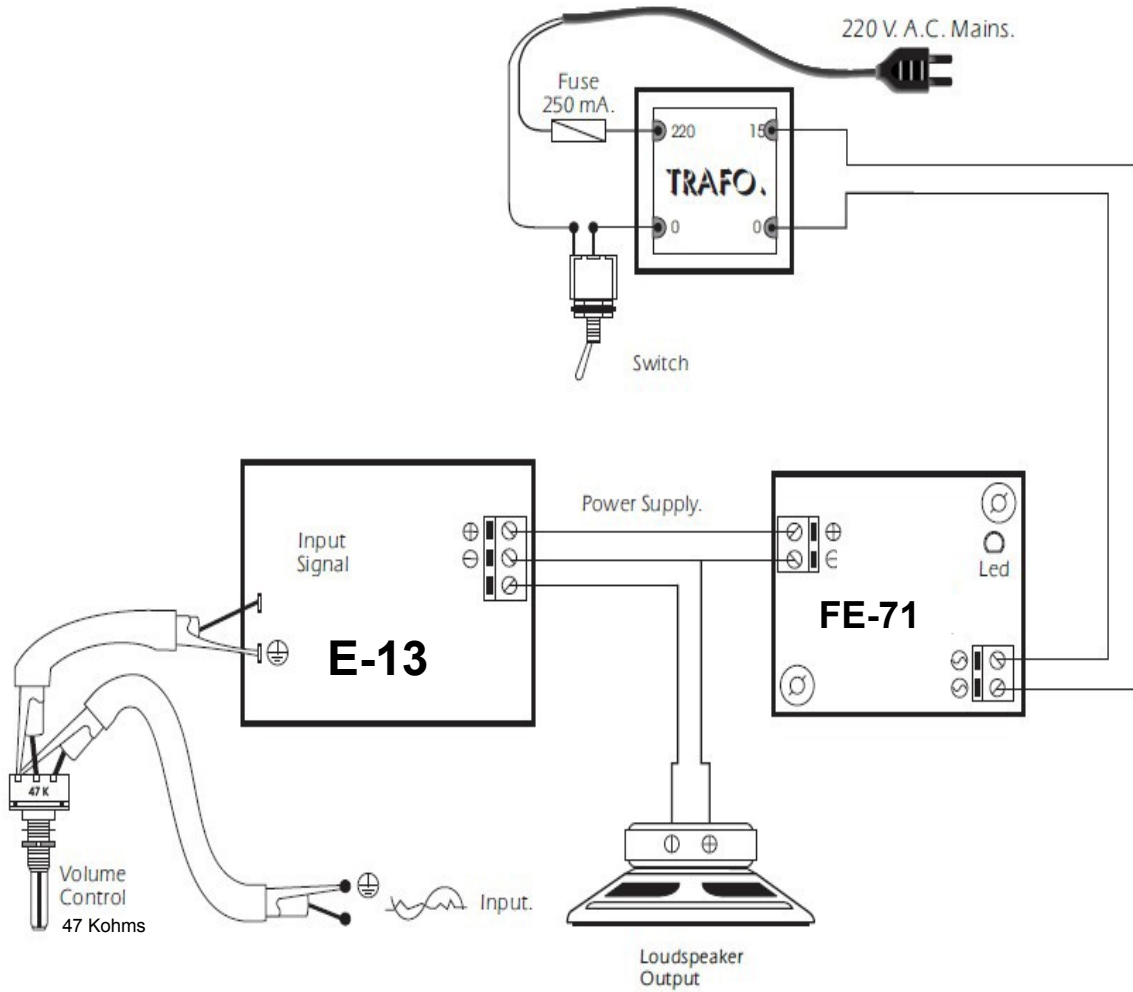 220 V. A.C. Mains.
Fuse
250 mA.
220
15
TRAFO.
0
0
Switch
Power Supply.
Input
Signal
Led
E-13
FE-71
47 K
Volume
Control
47 Kohms
Input.
Loudspeaker
Output